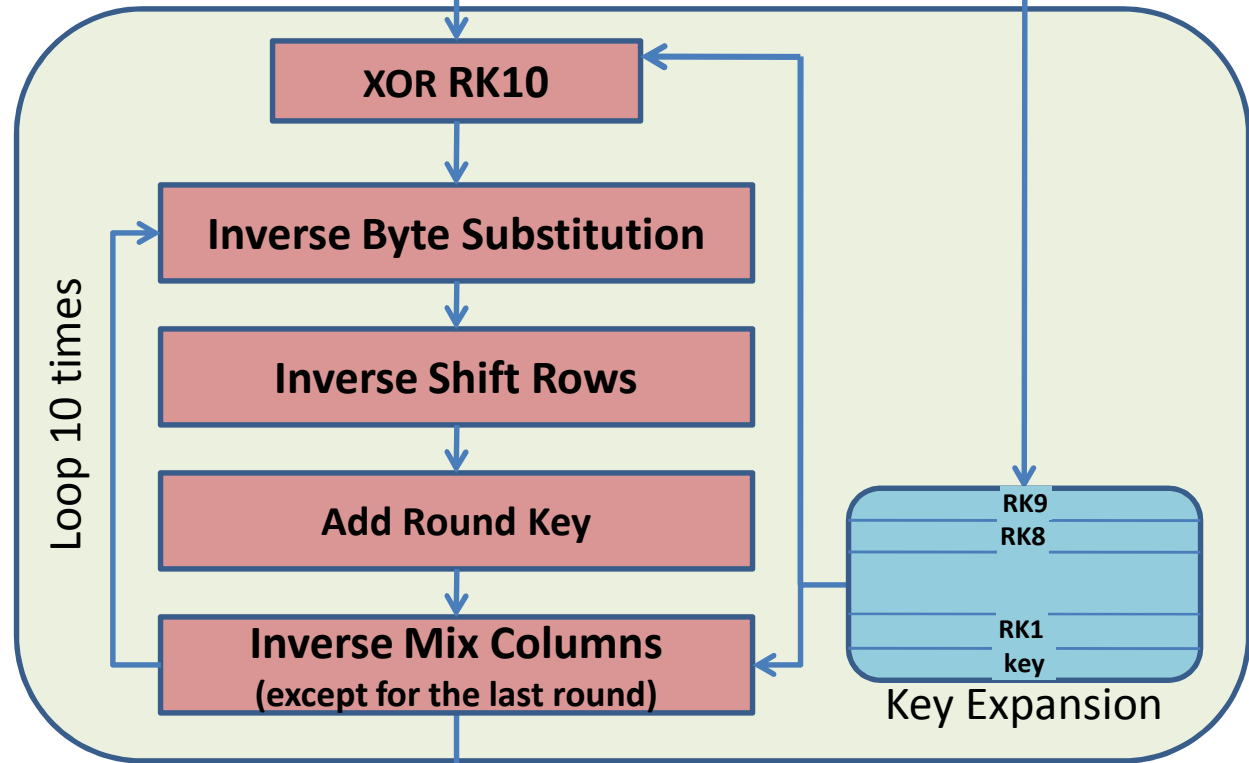 XOR RK10
Inverse Byte Substitution
Loop 10 times
Inverse Shift Rows
Add Round Key
Inverse Mix Columns
(except for the last round)
RK9
RK8
RK1
key
Key Expansion